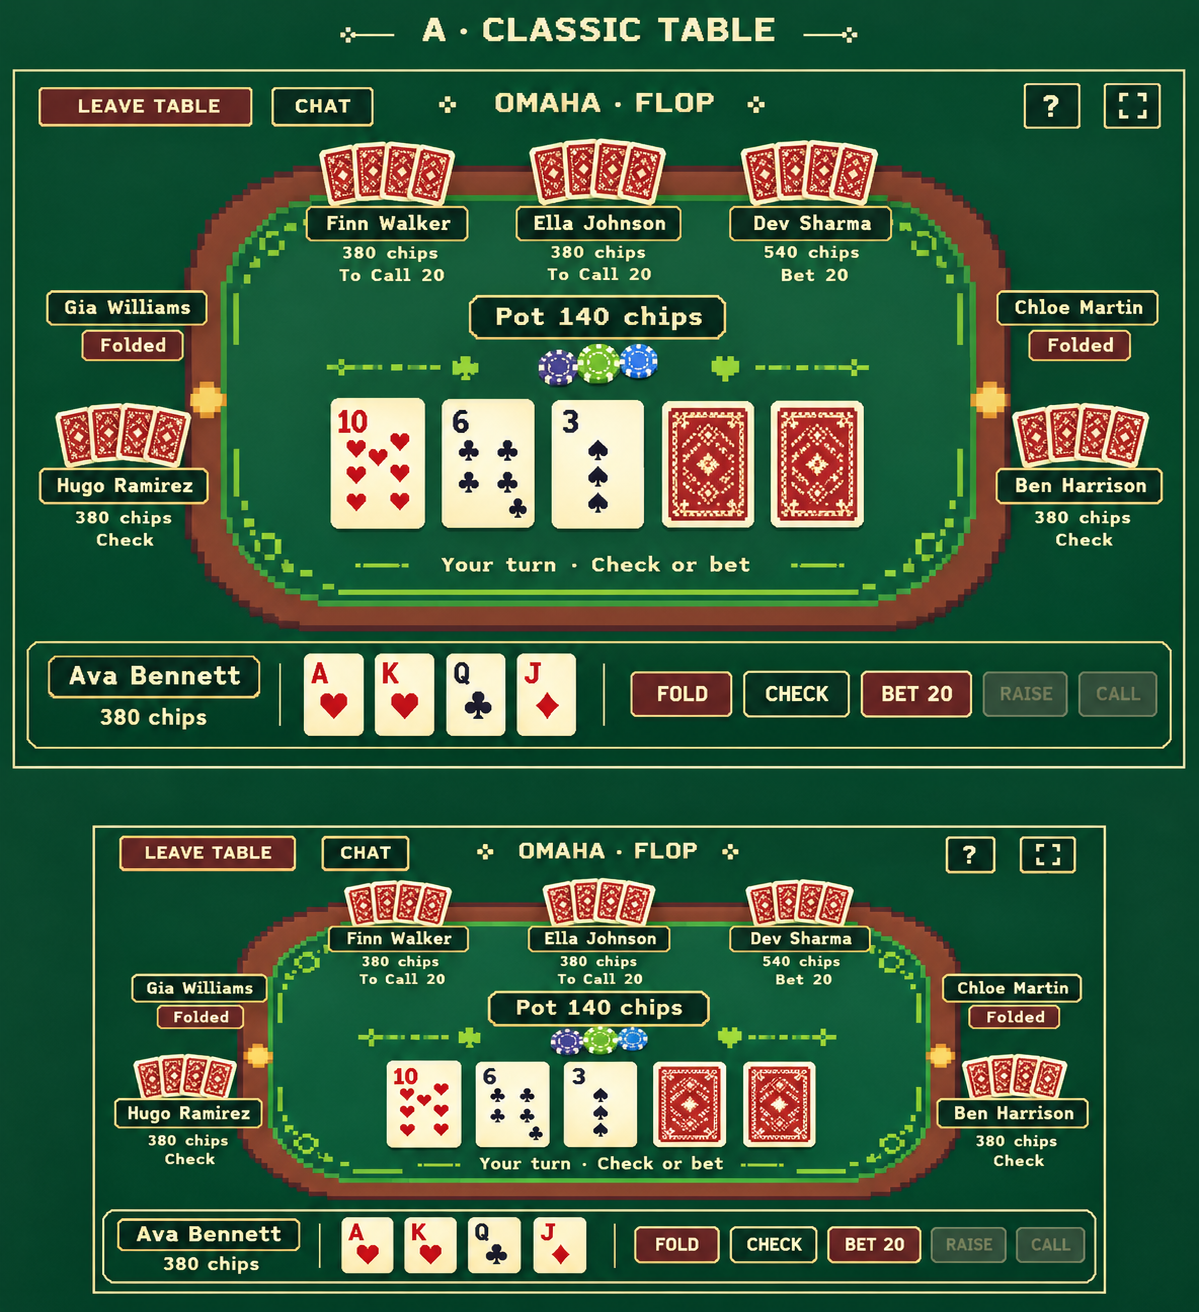 A · CLASSIC TABLE
LEAVE TABLE
CHAT
OMAHA · FLOP
?
Finn Walker
380 chips
To Call 20
Ella Johnson
380 chips
To Call 20
Dev Sharma
540 chips
Bet 20
Gia Williams
Folded
Pot 140 chips
Chloe Martin
Folded
10
6
3
Hugo Ramirez
380 chips
Check
Ben Harrison
380 chips
Check
Your turn · Check or bet
Ava Bennett
380 chips
A
K
Q
J
FOLD
CHECK
BET 20
RAISE
CALL
LEAVE TABLE
CHAT
OMAHA · FLOP
?
Finn Walker
380 chips
To Call 20
Ella Johnson
380 chips
To Call 20
Dev Sharma
540 chips
Bet 20
Gia Williams
Folded
Pot 140 chips
Chloe Martin
Folded
10
6
3
Hugo Ramirez
380 chips
Check
Ben Harrison
380 chips
Check
Your turn · Check or bet
Ava Bennett
380 chips
A
K
Q
J
FOLD
CHECK
BET 20
RAISE
CALL